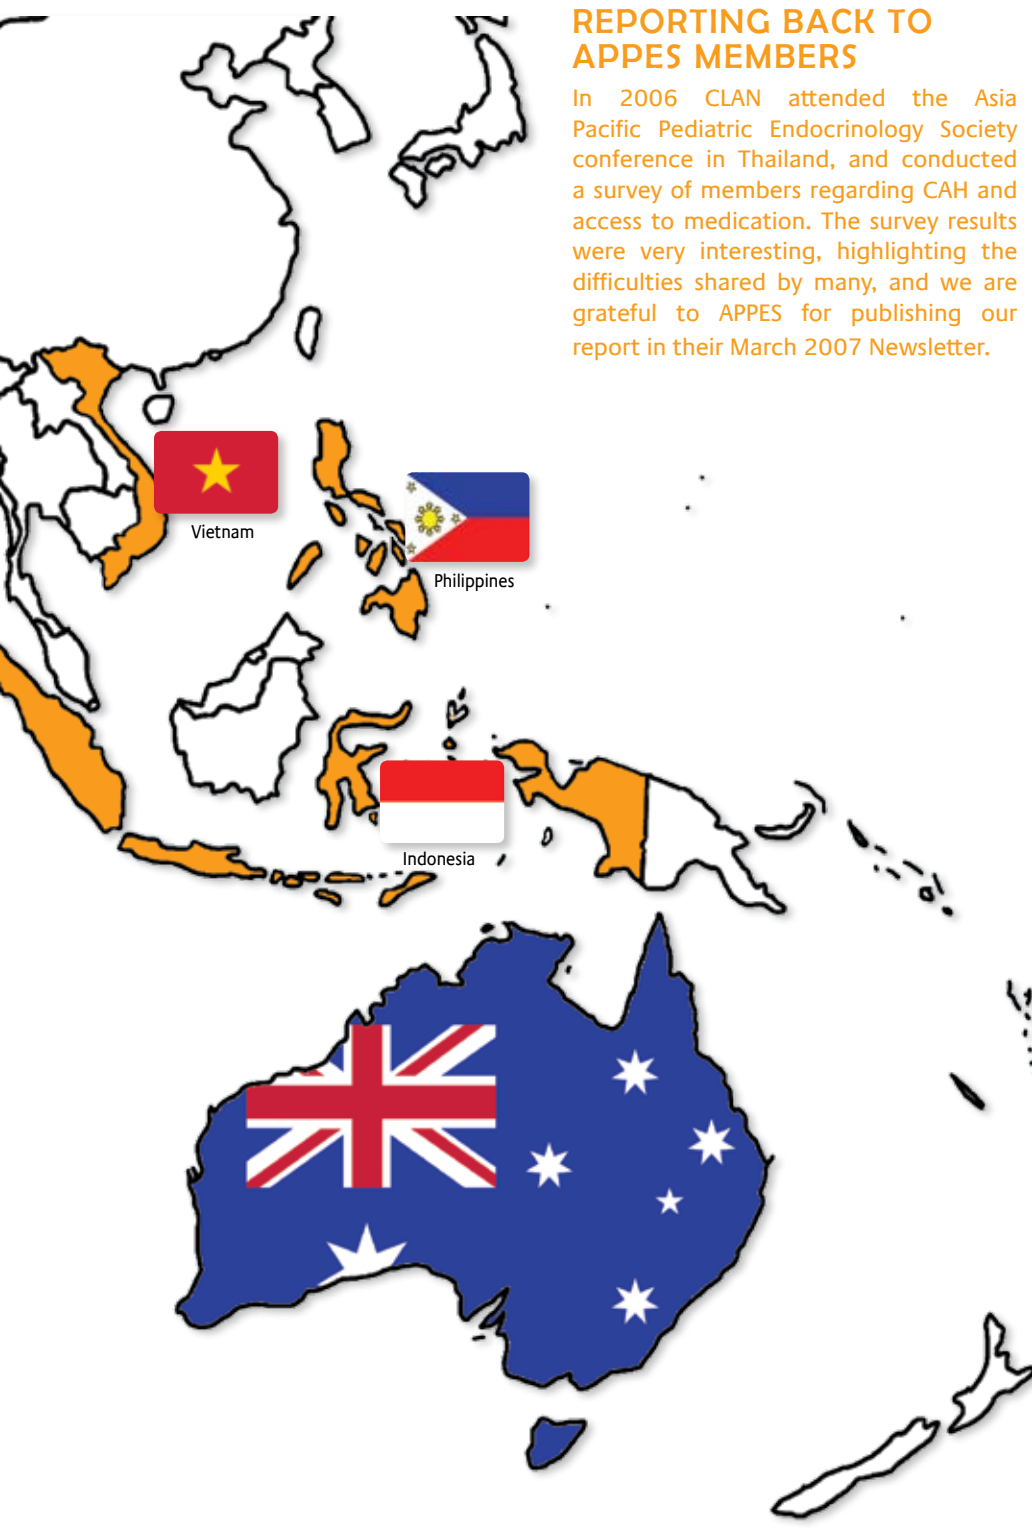 REPORTING BACK TO
APPES MEMBERS
In 2006 CLAN attended the Asia
Pacific Pediatric Endocrinology Society
conference in Thailand, and conducted
a survey of members regarding CAH and
access to medication. The survey results
were very interesting, highlighting the
difficulties shared by many, and we are
grateful to APPES for publishing our
report in their March 2007 Newsletter.
Vietnam
Philippines
Indonesia